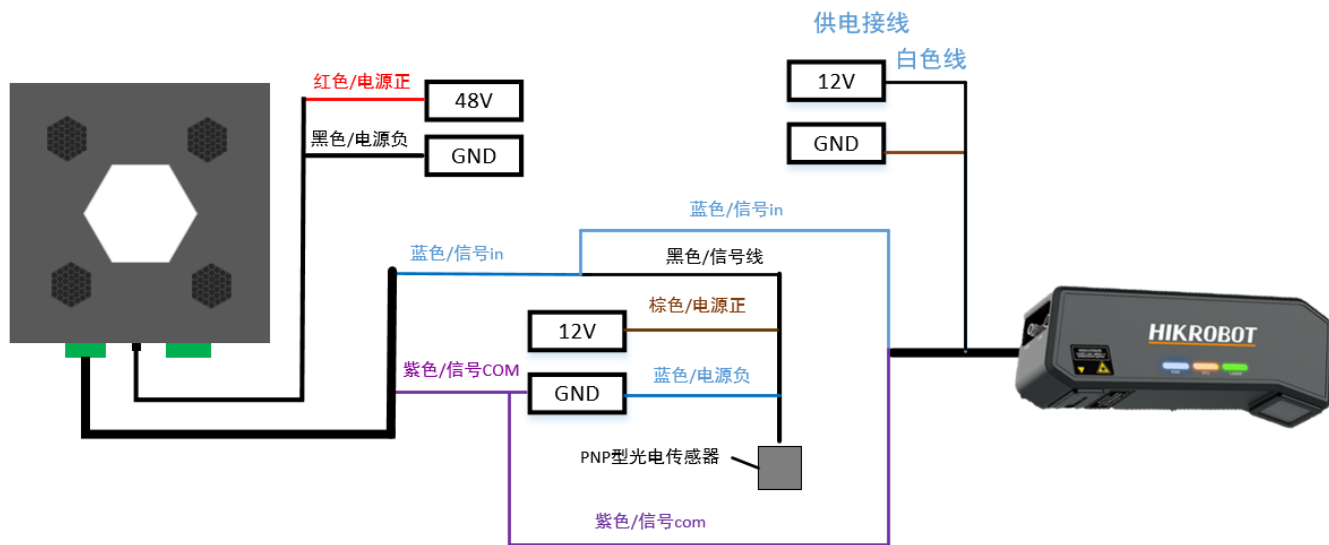 供电接线
白色线
红色/电源正
48V
12V
黑色/电源负
GND
GND
蓝色/信号in
蓝色/信号in
黑色/信号线
棕色/电源正
12V
HIKROBOT
紫色/信号COM
GND
蓝色/电源负
PNP型光电传感器
紫色/信号com